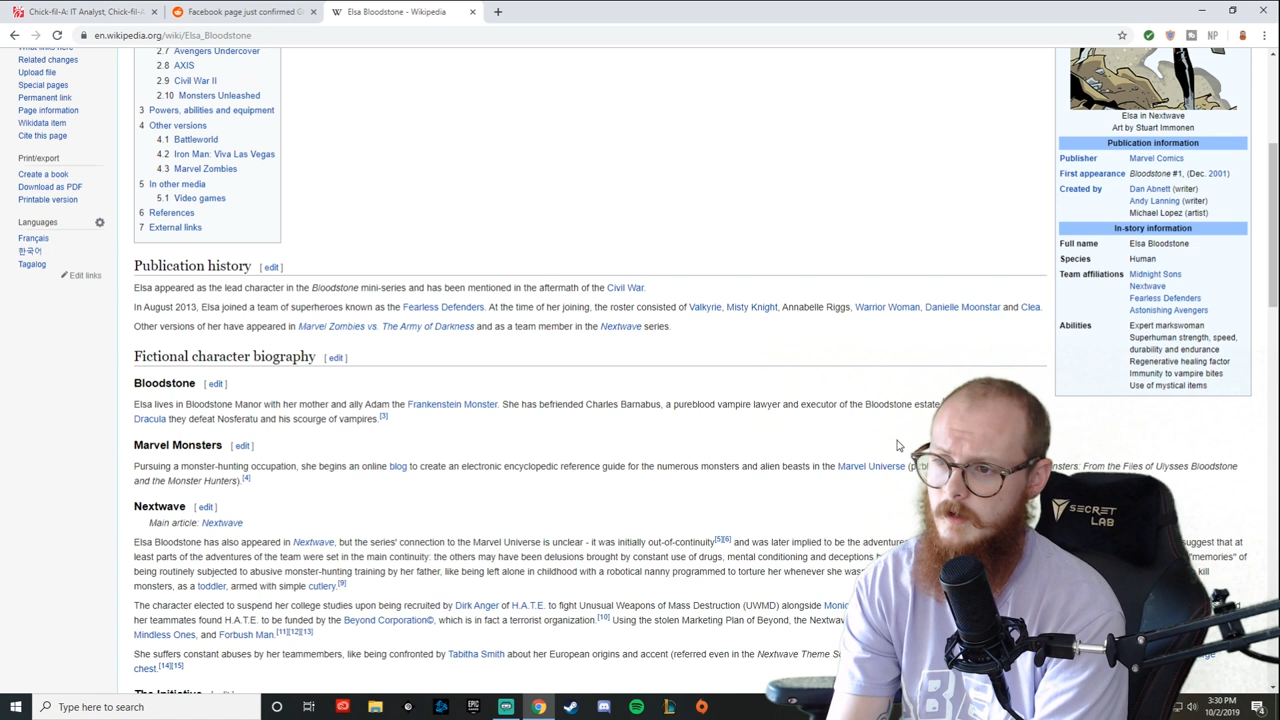 Chick-fil-A: IT Analyst, Chick-fil-A
Facebook page just confirmed G
Elsa Bloodstone - Wikipedia
en.wikipedia.org/wiki/Elsa_Bloodstone
NP
What links here
Related changes
Upload file
Special pages
Permanent link
Page information
Wikidata item
Cite this page
Print/export
Create a book
Download as PDF
Printable version
Languages
Français
한국어
Tagalog
Edit links
2.7 Avengers Undercover
2.8 AXIS
2.9 Civil War II
2.10 Monsters Unleashed
3 Powers, abilities and equipment
4 Other versions
4.1 Battleworld
4.2 Iron Man: Viva Las Vegas
4.3 Marvel Zombies
5 In other media
5.1 Video games
6 References
7 External links
Publication history [ edit ]
Elsa appeared as the lead character in the Bloodstone mini-series and has been mentioned in the aftermath of the Civil War.
In August 2013, Elsa joined a team of superheroes known as the Fearless Defenders. At the time of her joining, the roster consisted of Valkyrie, Misty Knight, Annabelle Riggs, Warrior Woman, Danielle Moonstar and Clea.
Other versions of her have appeared in Marvel Zombies vs. The Army of Darkness and as a team member in the Nextwave series.
Fictional character biography [ edit ]
Bloodstone [ edit ]
Elsa lives in Bloodstone Manor with her mother and ally Adam the Frankenstein Monster. She has befriended Charles Barnabus, a pureblood vampire lawyer and executor of the Bloodstone estate
Dracula they defeat Nosferatu and his scourge of vampires.[3]
Marvel Monsters [ edit ]
Pursuing a monster-hunting occupation, she begins an online blog to create an electronic encyclopedic reference guide for the numerous monsters and alien beasts in the Marvel Universe sters: From the Files of Ulysses Bloodstone
and the Monster Hunters).[4]
Nextwave [ edit ]
Main article: Nextwave
Elsa Bloodstone has also appeared in Nextwave, but the series' connection to the Marvel Universe is unclear - it was initially out-of-continuity[5][6] and was later implied to be the adventures suggest that at
least parts of the adventures of the team were set in the main continuity: the others may have been delusions brought by constant use of drugs, mental conditioning and deceptions "memories" of
being routinely subjected to abusive monster-hunting training by her father, like being left alone in childhood with a robotical nanny programmed to torture her whenever she was kill
monsters, as a toddler, armed with simple cutlery.[9]
The character elected to suspend her college studies upon being recruited by Dirk Anger of H.A.T.E. to fight Unusual Weapons of Mass Destruction (UWMD) alongside
her teammates found H.A.T.E. to be funded by the Beyond Corporation©, which is in fact a terrorist organization.[10] Using the stolen Marketing Plan of Beyond, the
Mindless Ones, and Forbush Man.[11][12][13]
She suffers constant abuses by her teammembers, like being confronted by Tabitha Smith about her European origins and accent (referred even in the Nextwave Theme
chest.[14][15]
The Initiative
Elsa in Nextwave
Art by Stuart Immonen
Publication information
Publisher Marvel Comics
First appearance Bloodstone #1, (Dec. 2001)
Created by Dan Abnett (writer)
Andy Lanning (writer)
Michael Lopez (artist)
In-story information
Full name Elsa Bloodstone
Species Human
Team affiliations Midnight Sons
Nextwave
Fearless Defenders
Astonishing Avengers
Abilities Expert markswoman
Superhuman strength, speed,
durability and endurance
Regenerative healing factor
Immunity to vampire bites
Use of mystical items
SECRET
LAB
Type here to search
EPIC
3:30 PM
10/2/2019